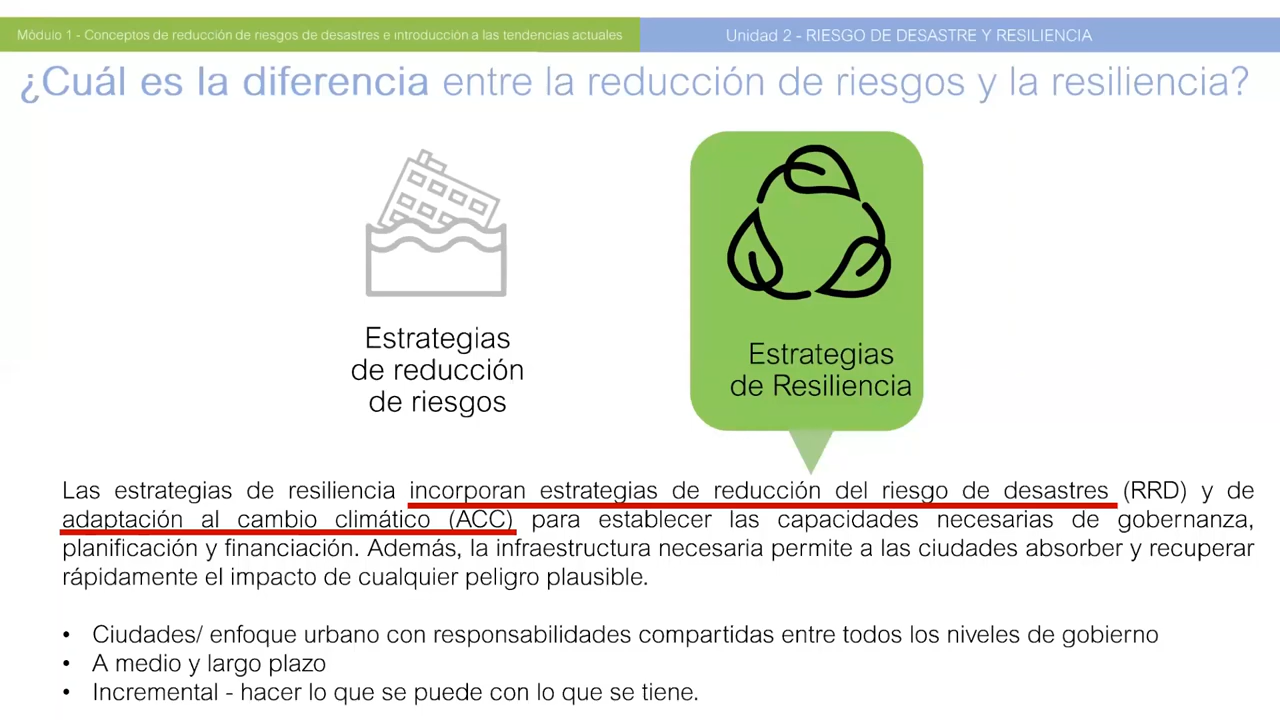 Módulo 1 - Conceptos de reducción de riesgos de desastres e introducción a las tendencias actuales
Unidad 2 - RIESGO DE DESASTRE Y RESILIENCIA
¿Cuál es la diferencia entre la reducción de riesgos y la resiliencia?
Estrategias
de reducción
de riesgos
Estrategias
de Resiliencia
Las estrategias de resiliencia incorporan estrategias de reducción del riesgo de desastres (RRD) y de
adaptación al cambio climático (ACC) para establecer las capacidades necesarias de gobernanza,
planificación y financiación. Además, la infraestructura necesaria permite a las ciudades absorber y recuperar
rápidamente el impacto de cualquier peligro plausible.
• Ciudades/ enfoque urbano con responsabilidades compartidas entre todos los niveles de gobierno
• A medio y largo plazo
• Incremental - hacer lo que se puede con lo que se tiene.